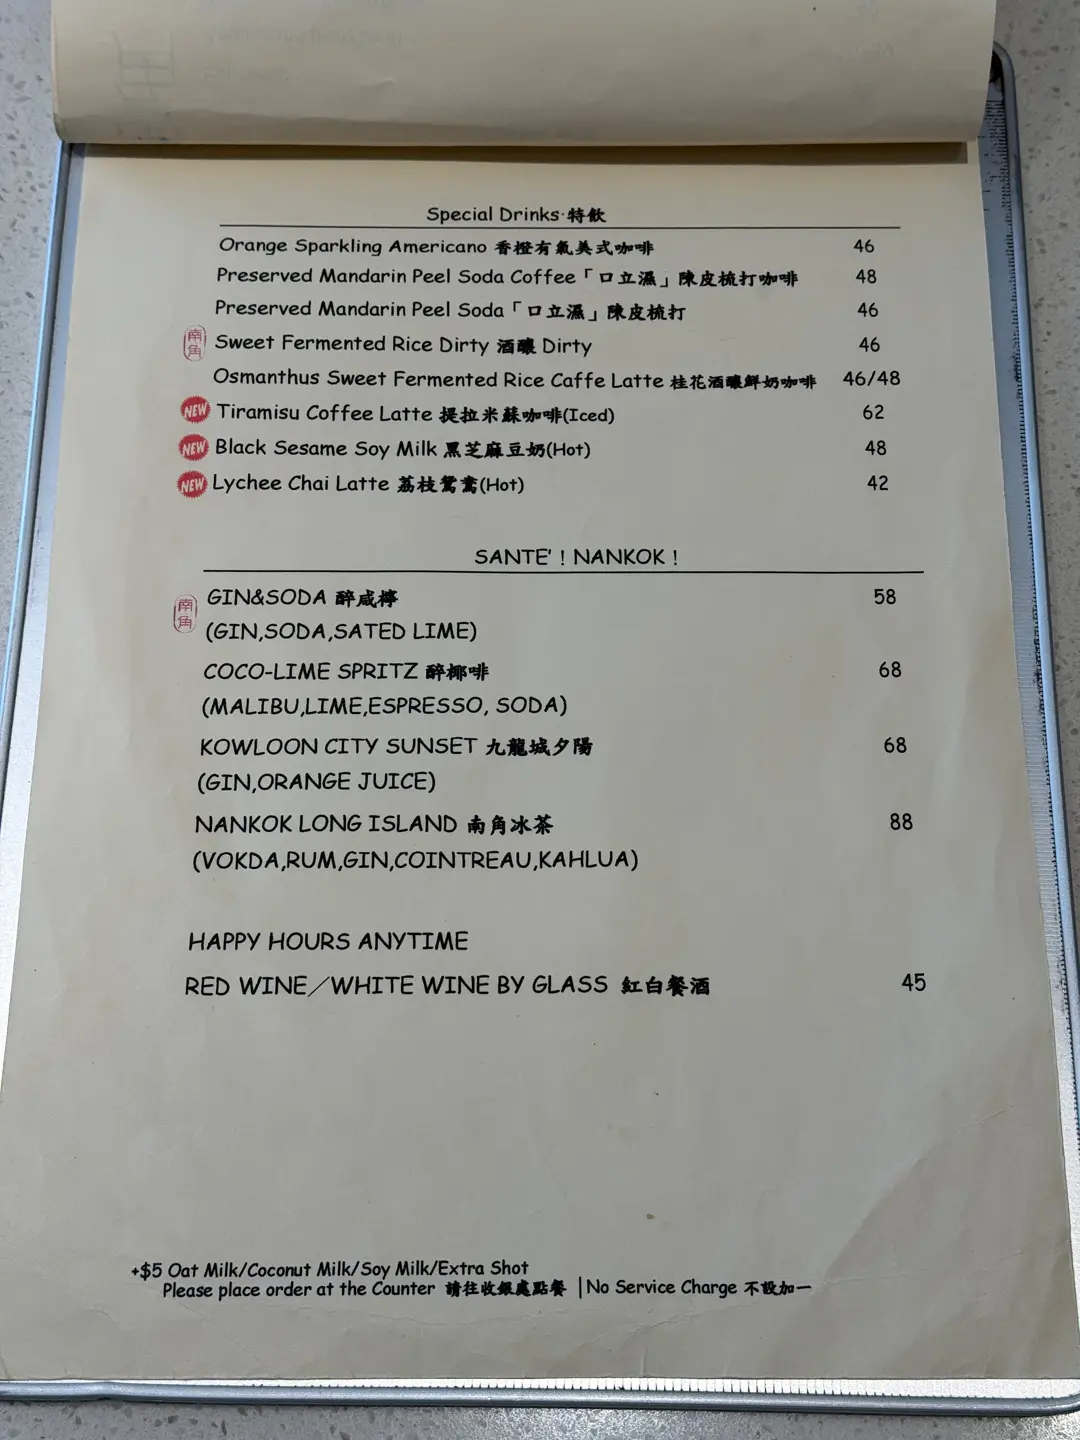 Special Drinks·特飲
Orange Sparkling Americano 香橙有氣美式咖啡 46
Preserved Mandarin Peel Soda Coffee「口立濕」陳皮梳打咖啡 48
Preserved Mandarin Peel Soda「口立濕」陳皮梳打 46
南角 Sweet Fermented Rice Dirty 酒釀 Dirty 46
Osmanthus Sweet Fermented Rice Caffe Latte 桂花酒釀鮮奶咖啡 46/48
NEW Tiramisu Coffee Latte 提拉米蘇咖啡(Iced) 62
NEW Black Sesame Soy Milk 黑芝麻豆奶(Hot) 48
NEW Lychee Chai Latte 荔枝鴛鴦(Hot) 42
SANTE’ ! NANKOK !
南角 GIN&SODA 醉咸檸 58
(GIN,SODA,SATED LIME)
COCO-LIME SPRITZ 醉椰啡 68
(MALIBU,LIME,ESPRESSO, SODA)
KOWLOON CITY SUNSET 九龍城夕陽 68
(GIN,ORANGE JUICE)
NANKOK LONG ISLAND 南角冰茶 88
(VOKDA,RUM,GIN,COINTREAU,KAHLUA)
HAPPY HOURS ANYTIME
RED WINE／WHITE WINE BY GLASS 紅白餐酒 45
+$5 Oat Milk/Coconut Milk/Soy Milk/Extra Shot
Please place order at the Counter 請往收銀處點餐 | No Service Charge 不設加一